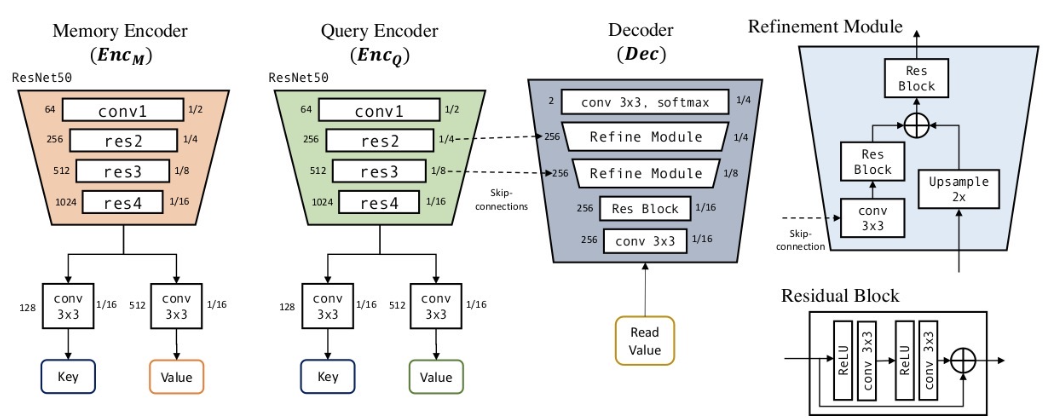 Memory Encoder
(Enc_M)
ResNet50
64 conv1 1/2
256 res2 1/4
512 res3 1/8
1024 res4 1/16
128 conv 3x3 1/16
512 conv 3x3 1/16
Key
Value
Query Encoder
(Enc_Q)
ResNet50
64 conv1 1/2
256 res2 1/4
512 res3 1/8
1024 res4 1/16
Skip-
connections
128 conv 3x3 1/16
512 conv 3x3 1/16
Key
Value
Decoder
(Dec)
2 conv 3x3, softmax 1/4
256 Refine Module 1/4
256 Refine Module 1/8
256 Res Block 1/16
256 conv 3x3 1/16
Read
Value
Refinement Module
Res
Block
Res
Block
Upsample
2x
conv
3x3
Skip-
connection
Residual Block
ReLU
conv 3x3
ReLU
conv 3x3